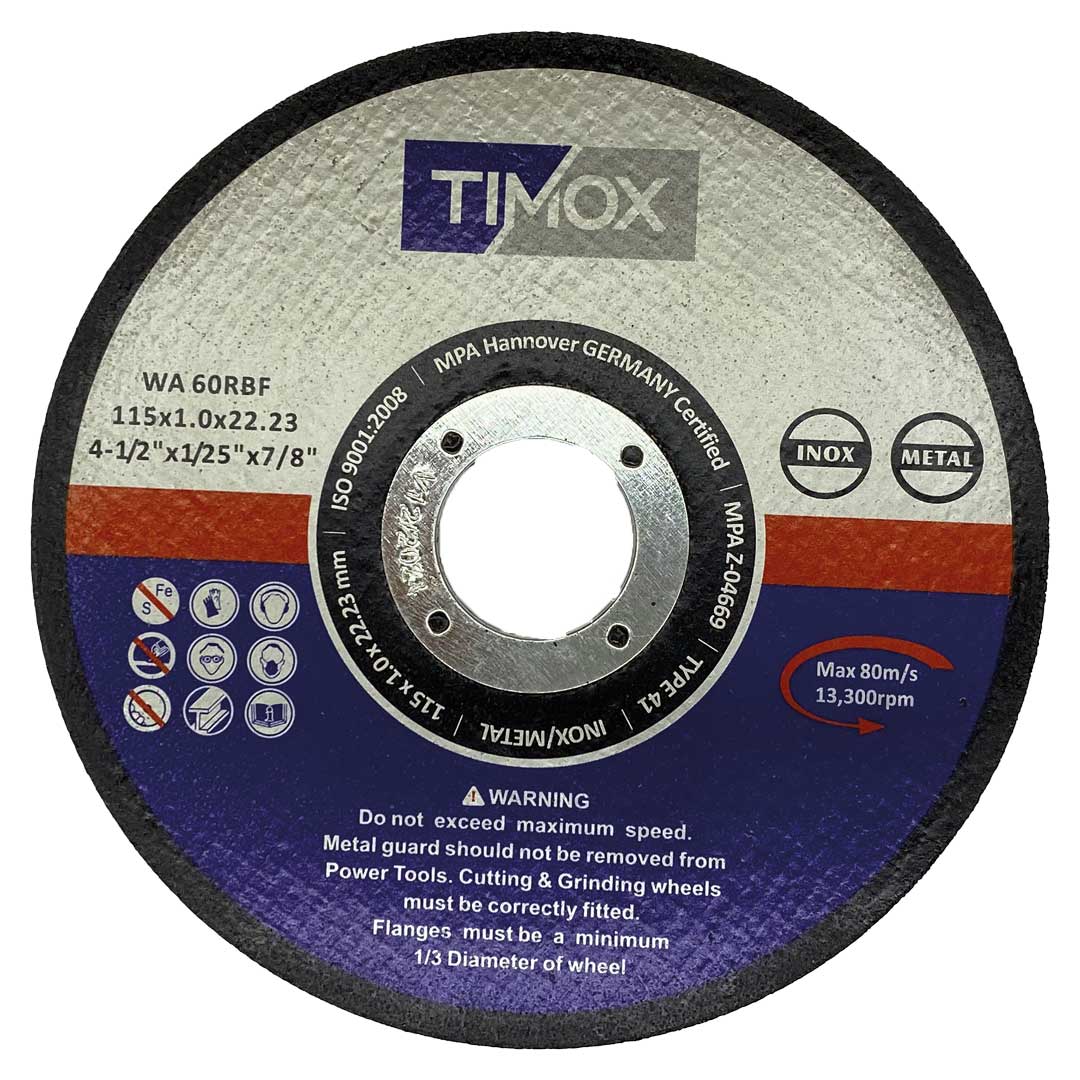 TIMOX
WA 60RBF
115x1.0x22.23
4-1/2"x1/25"x7/8"
INOX
METAL
ISO 9001:2008 | MPA Hannover GERMANY Certified | MPA Z-04669 | TYPE 41 | INOX/METAL | 115 x 1.0 x 22.23 mm |
Fe
S
Max 80m/s
13,300rpm
WARNING
Do not exceed maximum speed.
Metal guard should not be removed from
Power Tools. Cutting & Grinding wheels
must be correctly fitted.
Flanges must be a minimum
1/3 Diameter of wheel